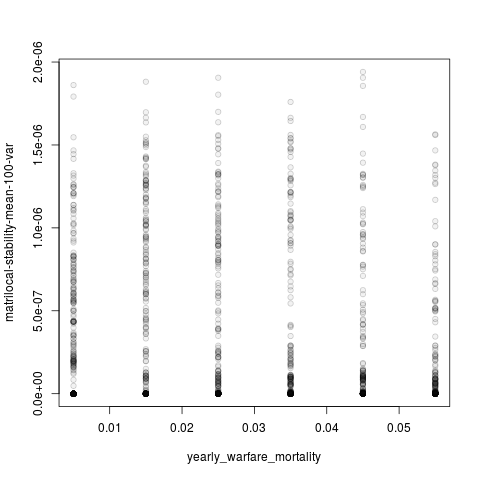 2.0e-06
1.5e-06
1.0e-06
5.0e-07
0.0e+00
matrilocal-stability-mean-100-var
0.01 0.02 0.03 0.04 0.05
yearly_warfare_mortality